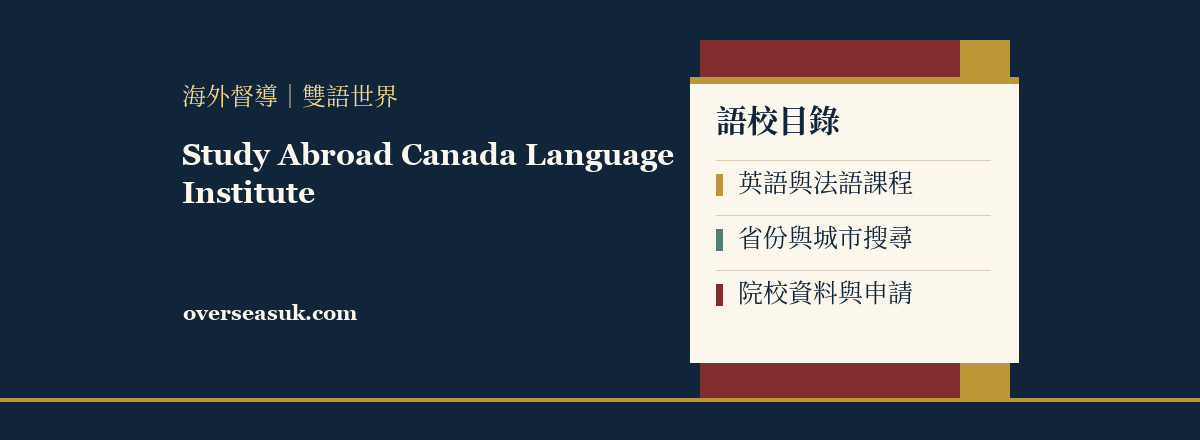 海外督導｜雙語世界
Study Abroad Canada Language
Institute
overseasuk.com
語校目錄
英語與法語課程
省份與城市搜尋
院校資料與申請